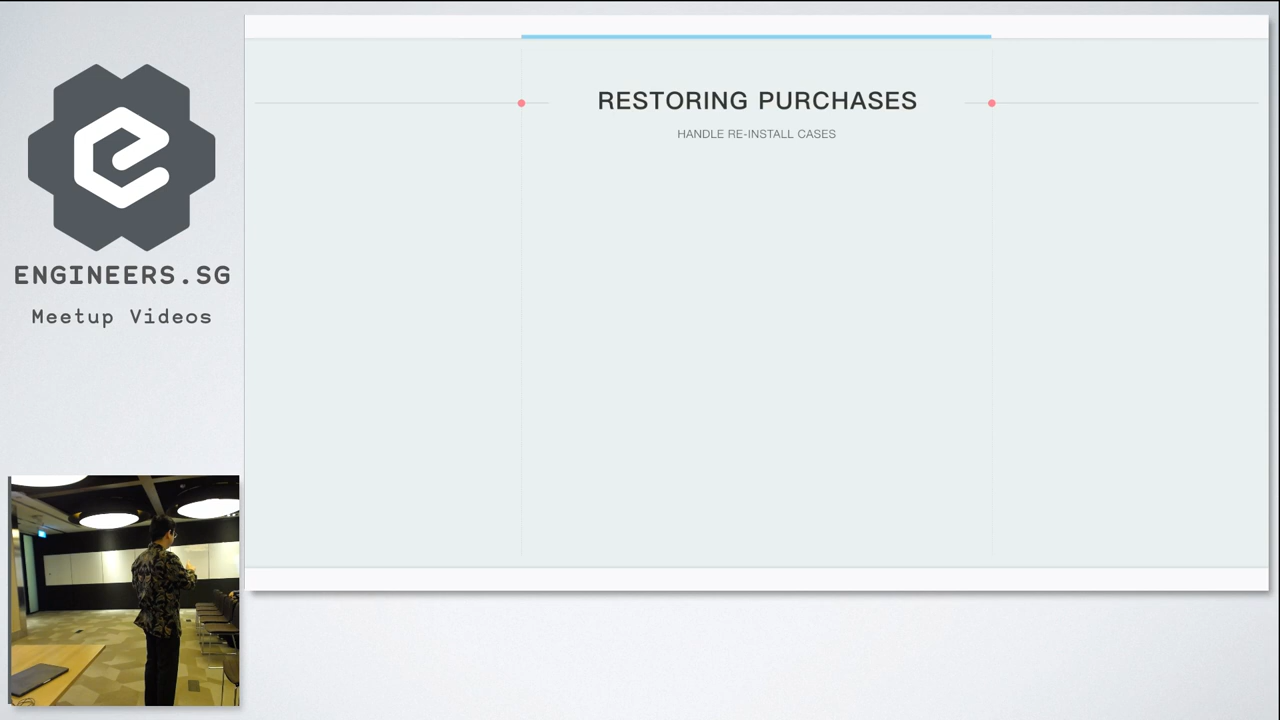 RESTORING PURCHASES
HANDLE RE-INSTALL CASES
ENGINEERS.SG
Meetup Videos